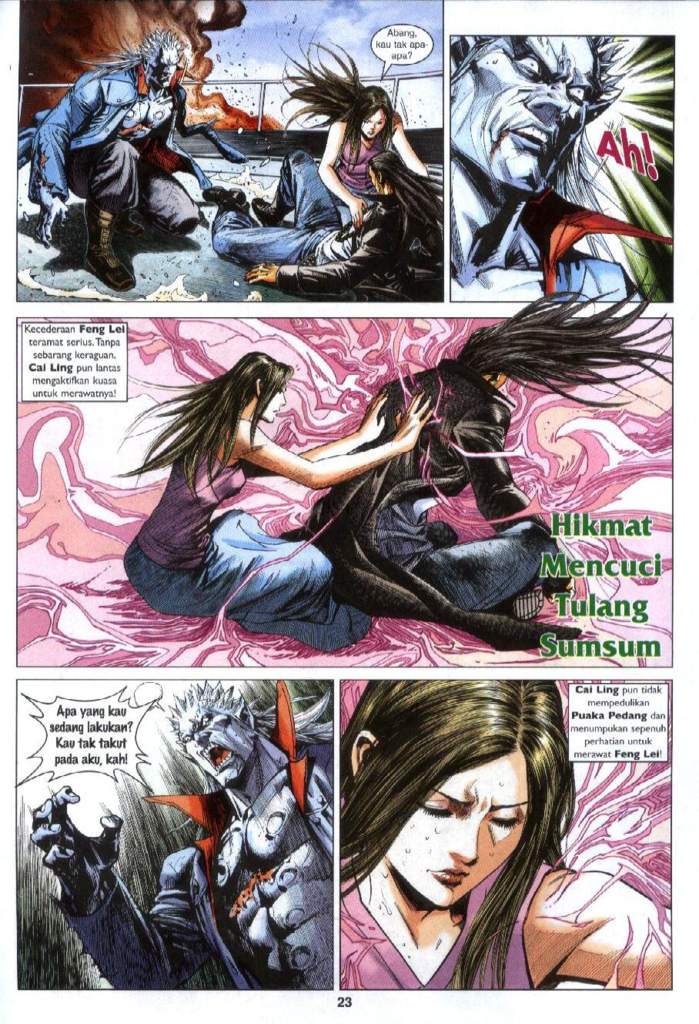 Abang,
kau tak apa-
apa?
Ah!
Kecederaan Feng Lei
teramat serius. Tanpa
sebarang keraguan,
Cai Ling pun lantas
mengaktifkan kuasa
untuk merawatnya!
Hikmat
Mencuci
Tulang
Sumsum
Apa yang kau
sedang lakukan?
Kau tak takut
pada aku, kah!
Cai Ling pun tidak
mempedulikan
Puaka Pedang dan
menumpukan sepenuh
perhatian untuk
merawat Feng Lei!
23